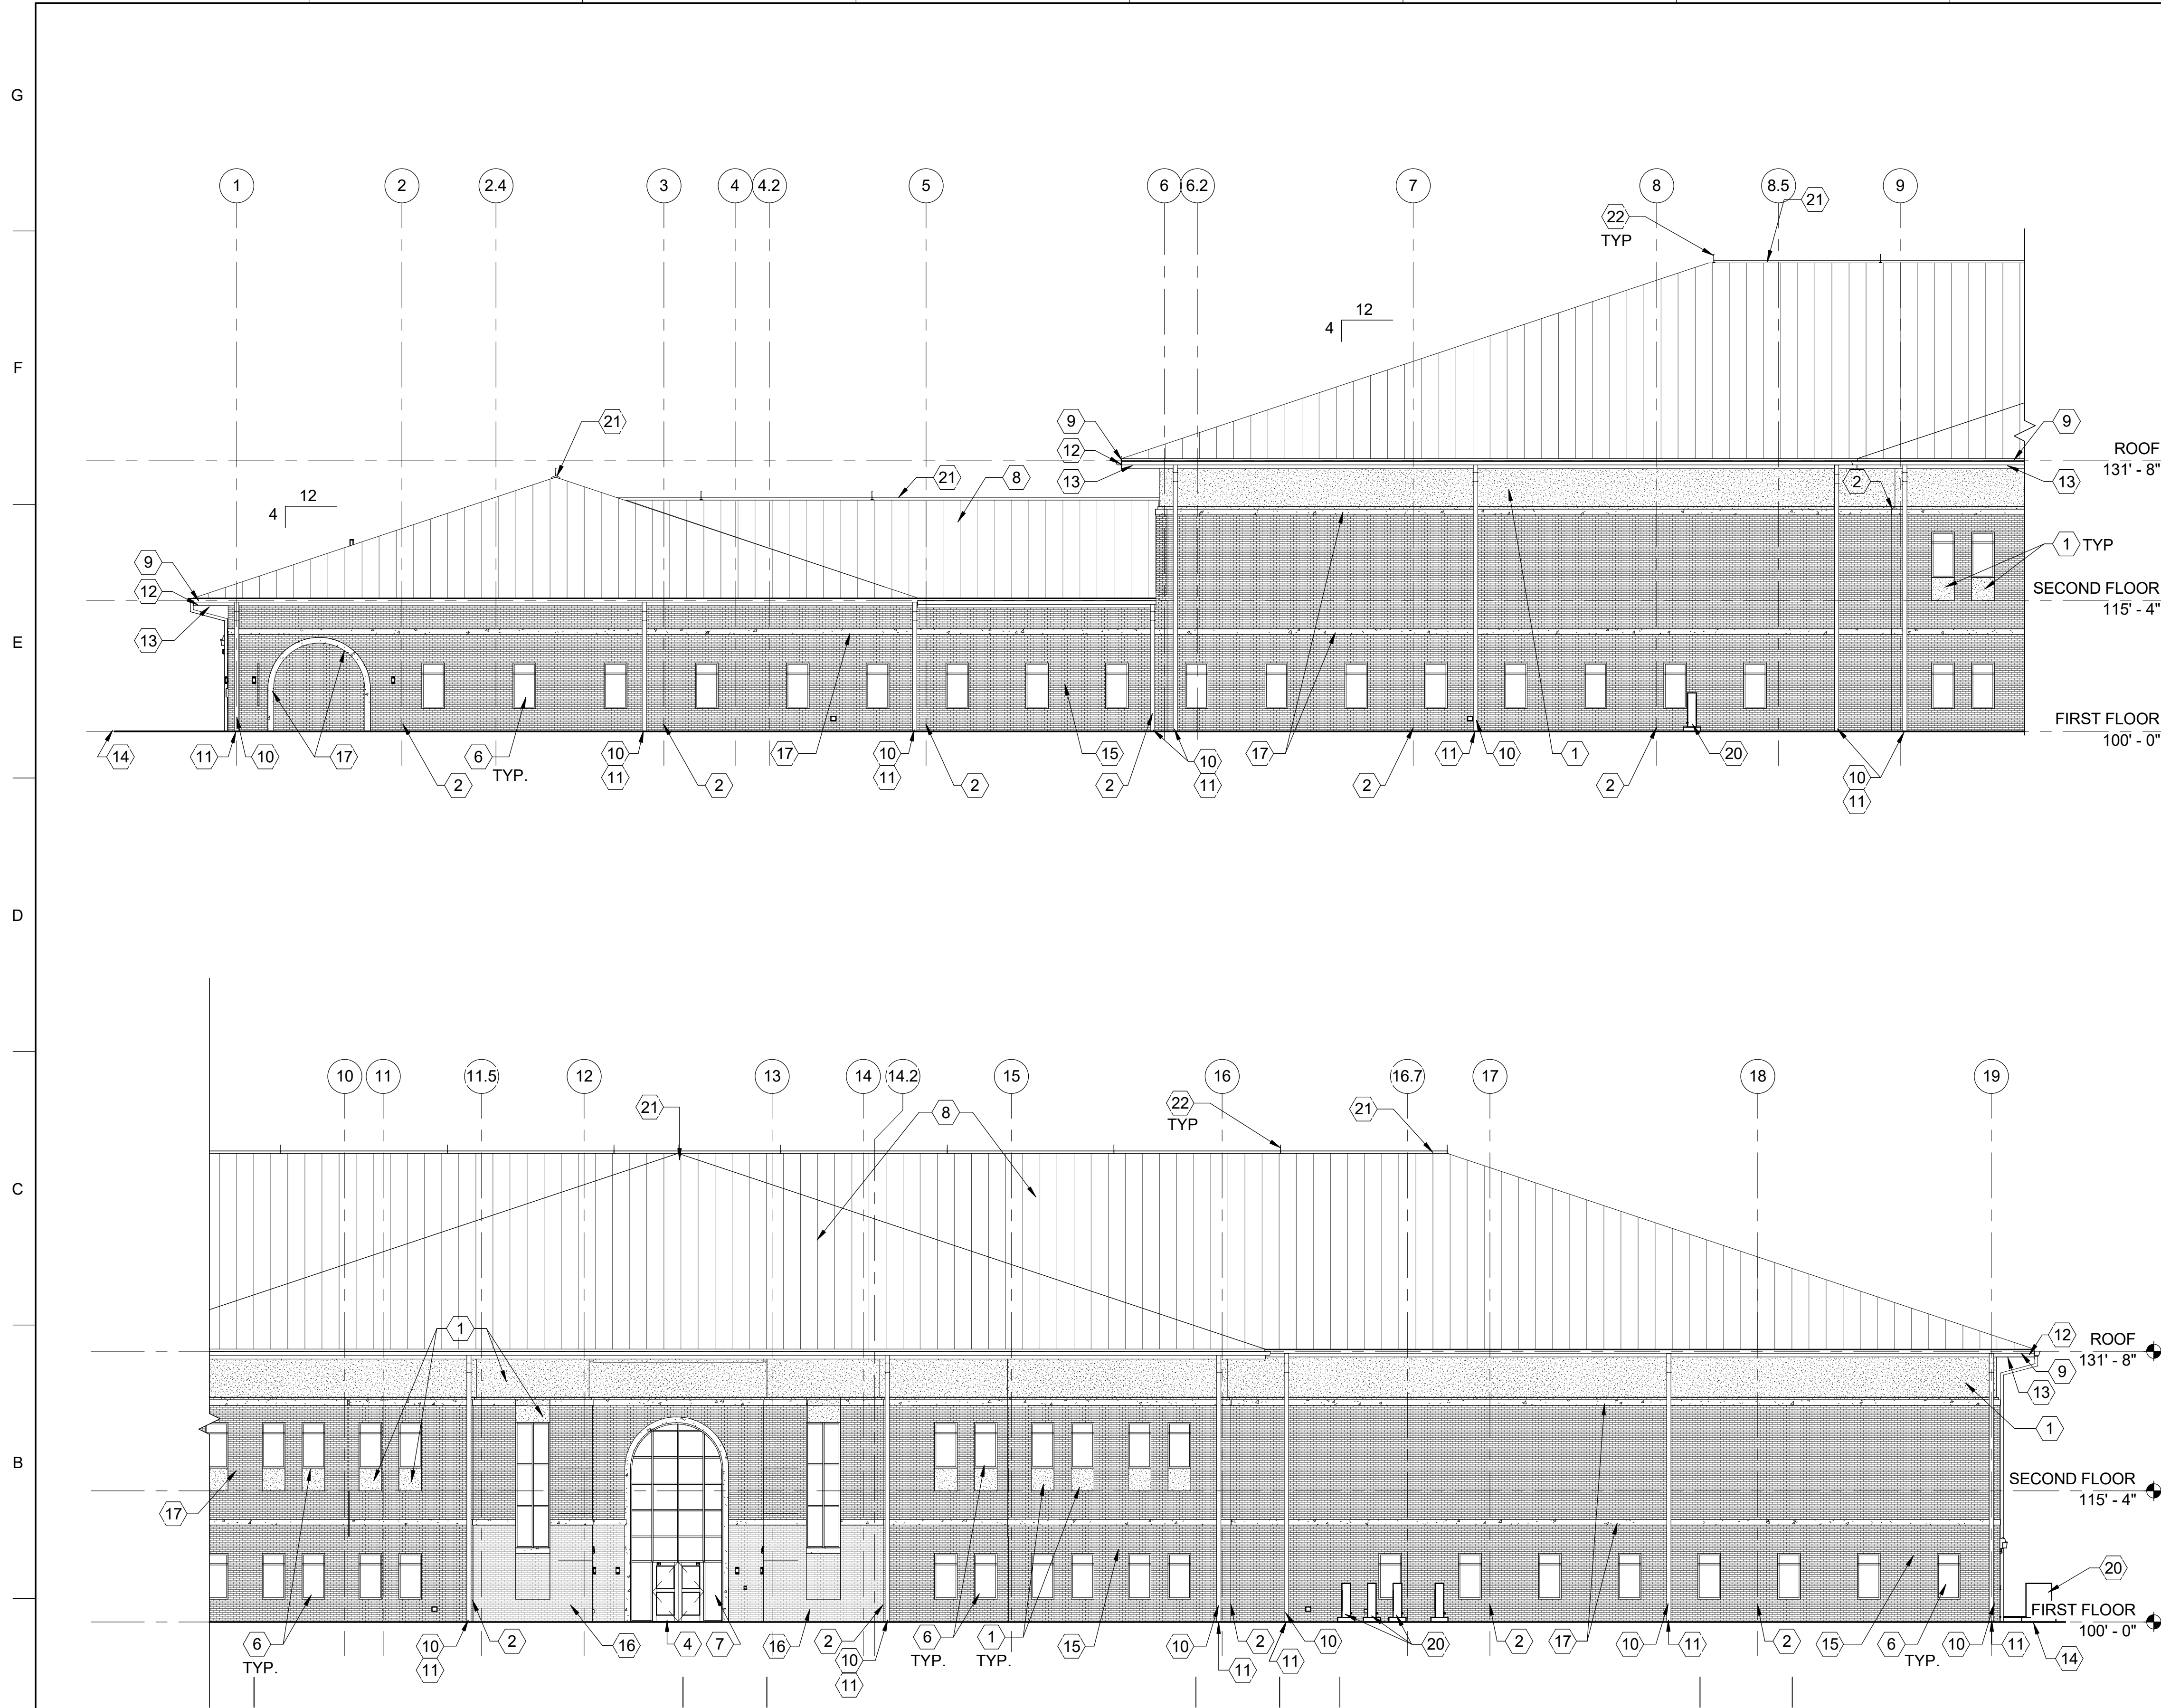 G
F
E
D
C
B
1 2 2.4 3 4 4.2 5 6 6.2 7 8 8.5 9
22 21
TYP
12
4
9
12
13
9
ROOF
131' - 8"
13
2
21
21 8
12
4
9
12
13
1 TYP
SECOND FLOOR
115' - 4"
FIRST FLOOR
100' - 0"
14 11 10 17 6 10 17 10 15 10 17 11 10 1 20 10
TYP.
11 2 2 11 2 2 11 2 2 11
10 11 11.5 12 13 14 14.2 15 16 16.7 17 18 19
21 8 22 21
TYP
1
12
ROOF
131' - 8"
9
13
1
SECOND FLOOR
115' - 4"
17
20
FIRST FLOOR
100' - 0"
6 10 2 16 4 7 16 2 6 1 15 10 2 10 20 2 17 10 11 2 15 6 10 11
TYP. 11 10 TYP. TYP. 11 11 TYP. 14
11